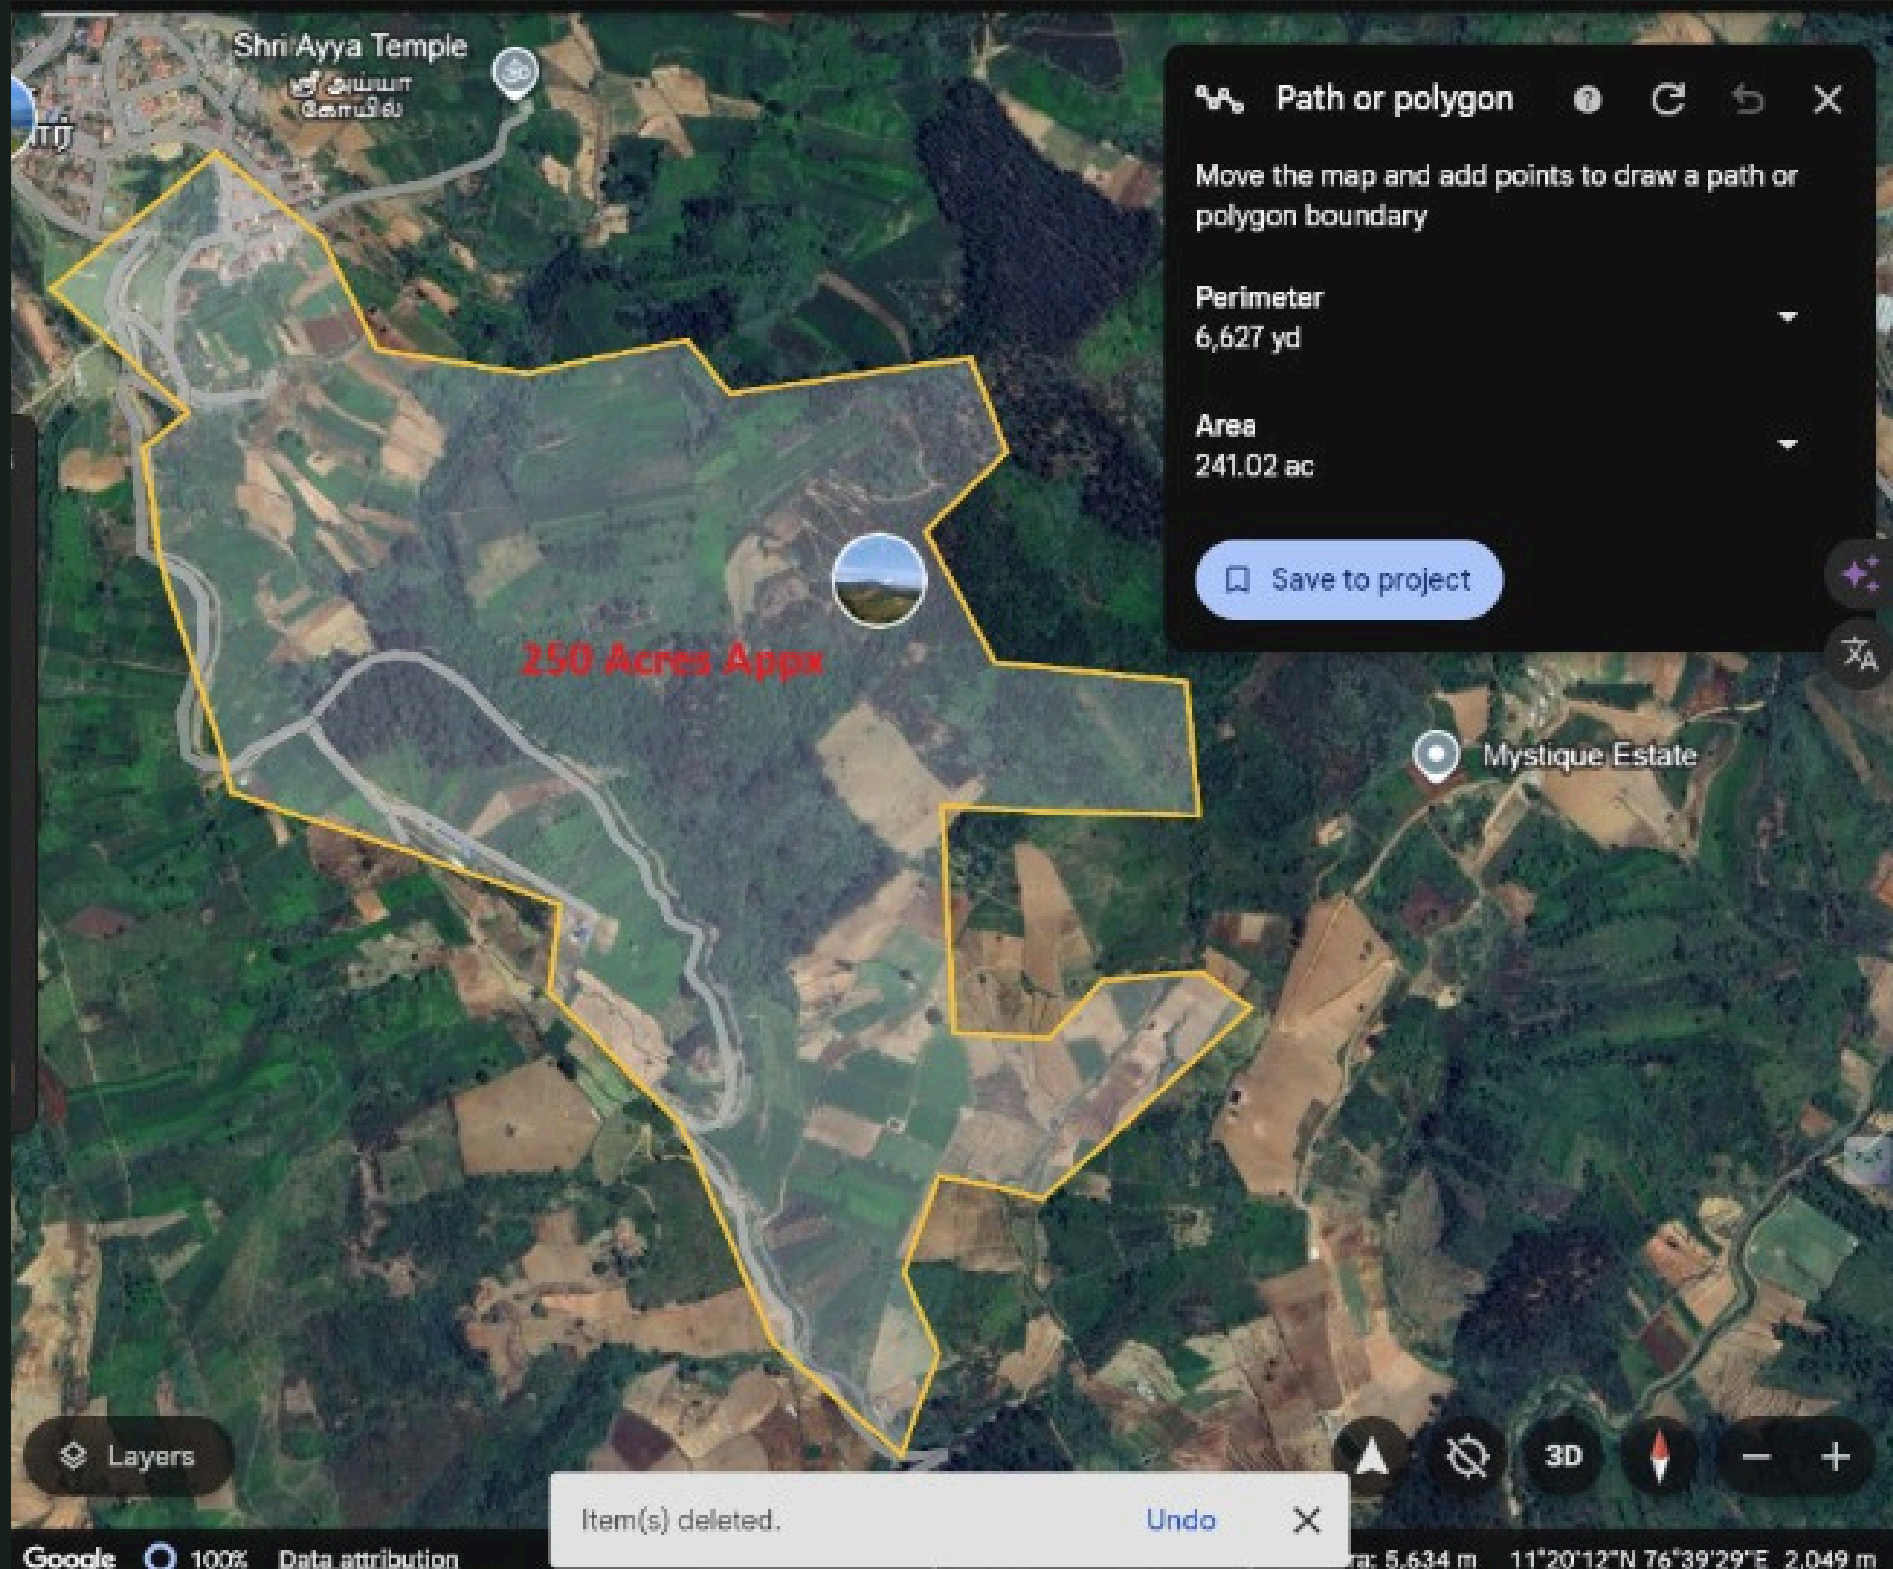 Shri Ayya Temple
ஸ்ரீ அய்யா
கோயில்
Path or polygon
Move the map and add points to draw a path or
polygon boundary
Perimeter
6,627 yd
Area
241.02 ac
Save to project
250 Acres Appx
Mystique Estate
Layers
3D
Item(s) deleted.
Undo
Google
100%
Data attribution
ra: 5,634 m
11°20'12"N 76°39'29"E
2,049 m